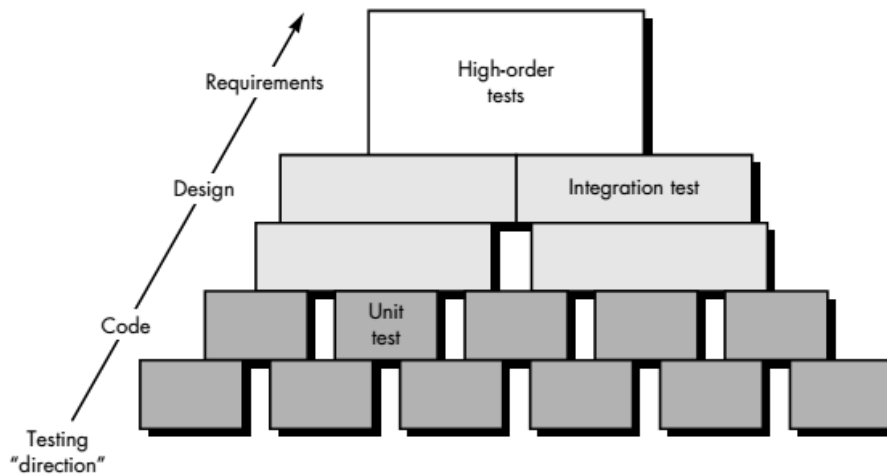 High-order
tests
Requirements
Design
Integration test
Unit
test
Code
Testing
“direction”